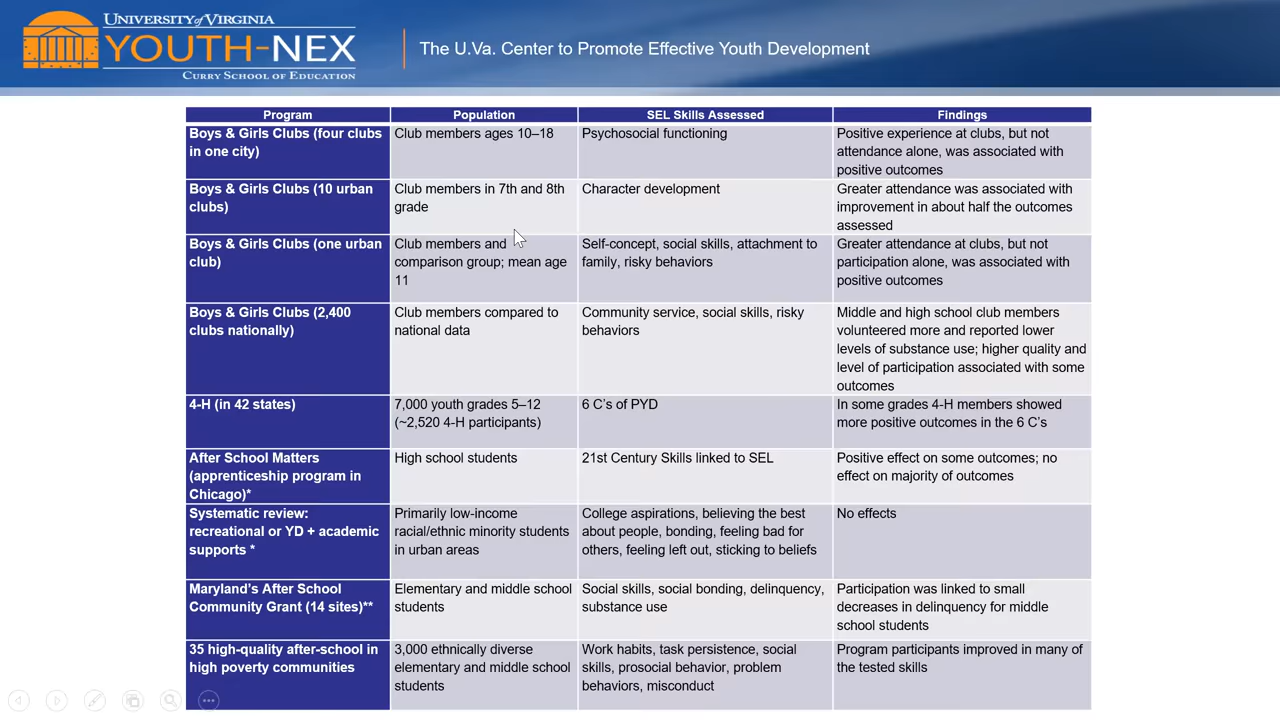 UNIVERSITY of VIRGINIA
YOUTH-NEX
CURRY SCHOOL OF EDUCATION
The U.Va. Center to Promote Effective Youth Development
Program Population SEL Skills Assessed Findings
Boys & Girls Clubs (four clubs
in one city)
Club members ages 10–18
Psychosocial functioning
Positive experience at clubs, but not
attendance alone, was associated with
positive outcomes
Boys & Girls Clubs (10 urban
clubs)
Club members in 7th and 8th
grade
Character development
Greater attendance was associated with
improvement in about half the outcomes
assessed
Boys & Girls Clubs (one urban
club)
Club members and
comparison group; mean age
11
Self-concept, social skills, attachment to
family, risky behaviors
Greater attendance at clubs, but not
participation alone, was associated with
positive outcomes
Boys & Girls Clubs (2,400
clubs nationally)
Club members compared to
national data
Community service, social skills, risky
behaviors
Middle and high school club members
volunteered more and reported lower
levels of substance use; higher quality and
level of participation associated with some
outcomes
4-H (in 42 states)
7,000 youth grades 5–12
(~2,520 4-H participants)
6 C's of PYD
In some grades 4-H members showed
more positive outcomes in the 6 C's
After School Matters
(apprenticeship program in
Chicago)*
High school students
21st Century Skills linked to SEL
Positive effect on some outcomes; no
effect on majority of outcomes
Systematic review:
recreational or YD + academic
supports *
Primarily low-income
racial/ethnic minority students
in urban areas
College aspirations, believing the best
about people, bonding, feeling bad for
others, feeling left out, sticking to beliefs
No effects
Maryland's After School
Community Grant (14 sites)**
Elementary and middle school
students
Social skills, social bonding, delinquency,
substance use
Participation was linked to small
decreases in delinquency for middle
school students
35 high-quality after-school in
high poverty communities
3,000 ethnically diverse
elementary and middle school
students
Work habits, task persistence, social
skills, prosocial behavior, problem
behaviors, misconduct
Program participants improved in many of
the tested skills